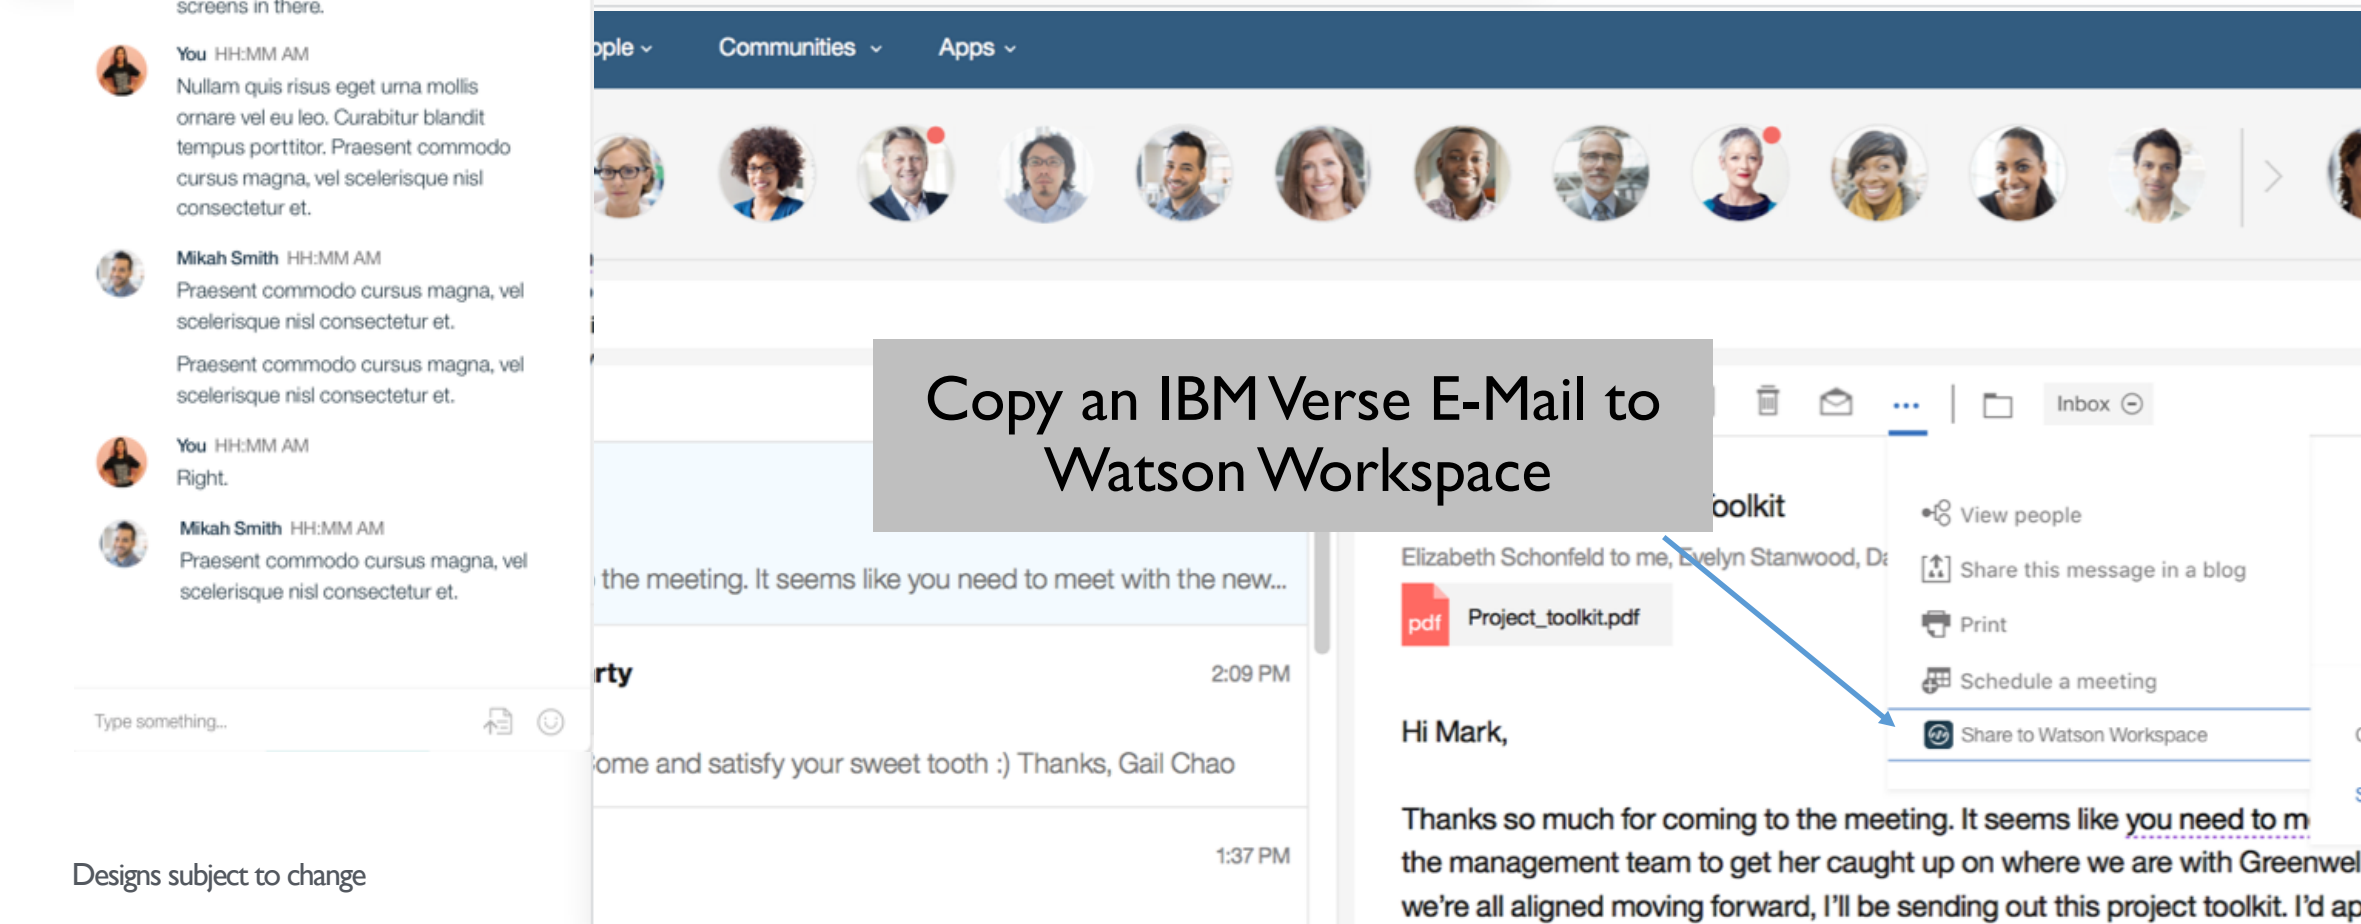 screens in there.
You HH:MM AM
Nullam quis risus eget urna mollis
ornare vel eu leo. Curabitur blandit
tempus porttitor. Praesent commodo
cursus magna, vel scelerisque nisl
consectetur et.
Mikah Smith HH:MM AM
Praesent commodo cursus magna, vel
scelerisque nisl consectetur et.
Praesent commodo cursus magna, vel
scelerisque nisl consectetur et.
You HH:MM AM
Right.
Mikah Smith HH:MM AM
Praesent commodo cursus magna, vel
scelerisque nisl consectetur et.
Type something...
Designs subject to change
ople Communities Apps
Copy an IBM Verse E-Mail to
Watson Workspace
the meeting. It seems like you need to meet with the new...
rty 2:09 PM
ome and satisfy your sweet tooth :) Thanks, Gail Chao
1:37 PM
Inbox
oolkit
Elizabeth Schonfeld to me, Evelyn Stanwood, Da
pdf Project_toolkit.pdf
View people
Share this message in a blog
Print
Schedule a meeting
Share to Watson Workspace
Hi Mark,
Thanks so much for coming to the meeting. It seems like you need to m
the management team to get her caught up on where we are with Greenwel
we're all aligned moving forward, I'll be sending out this project toolkit. I'd ap